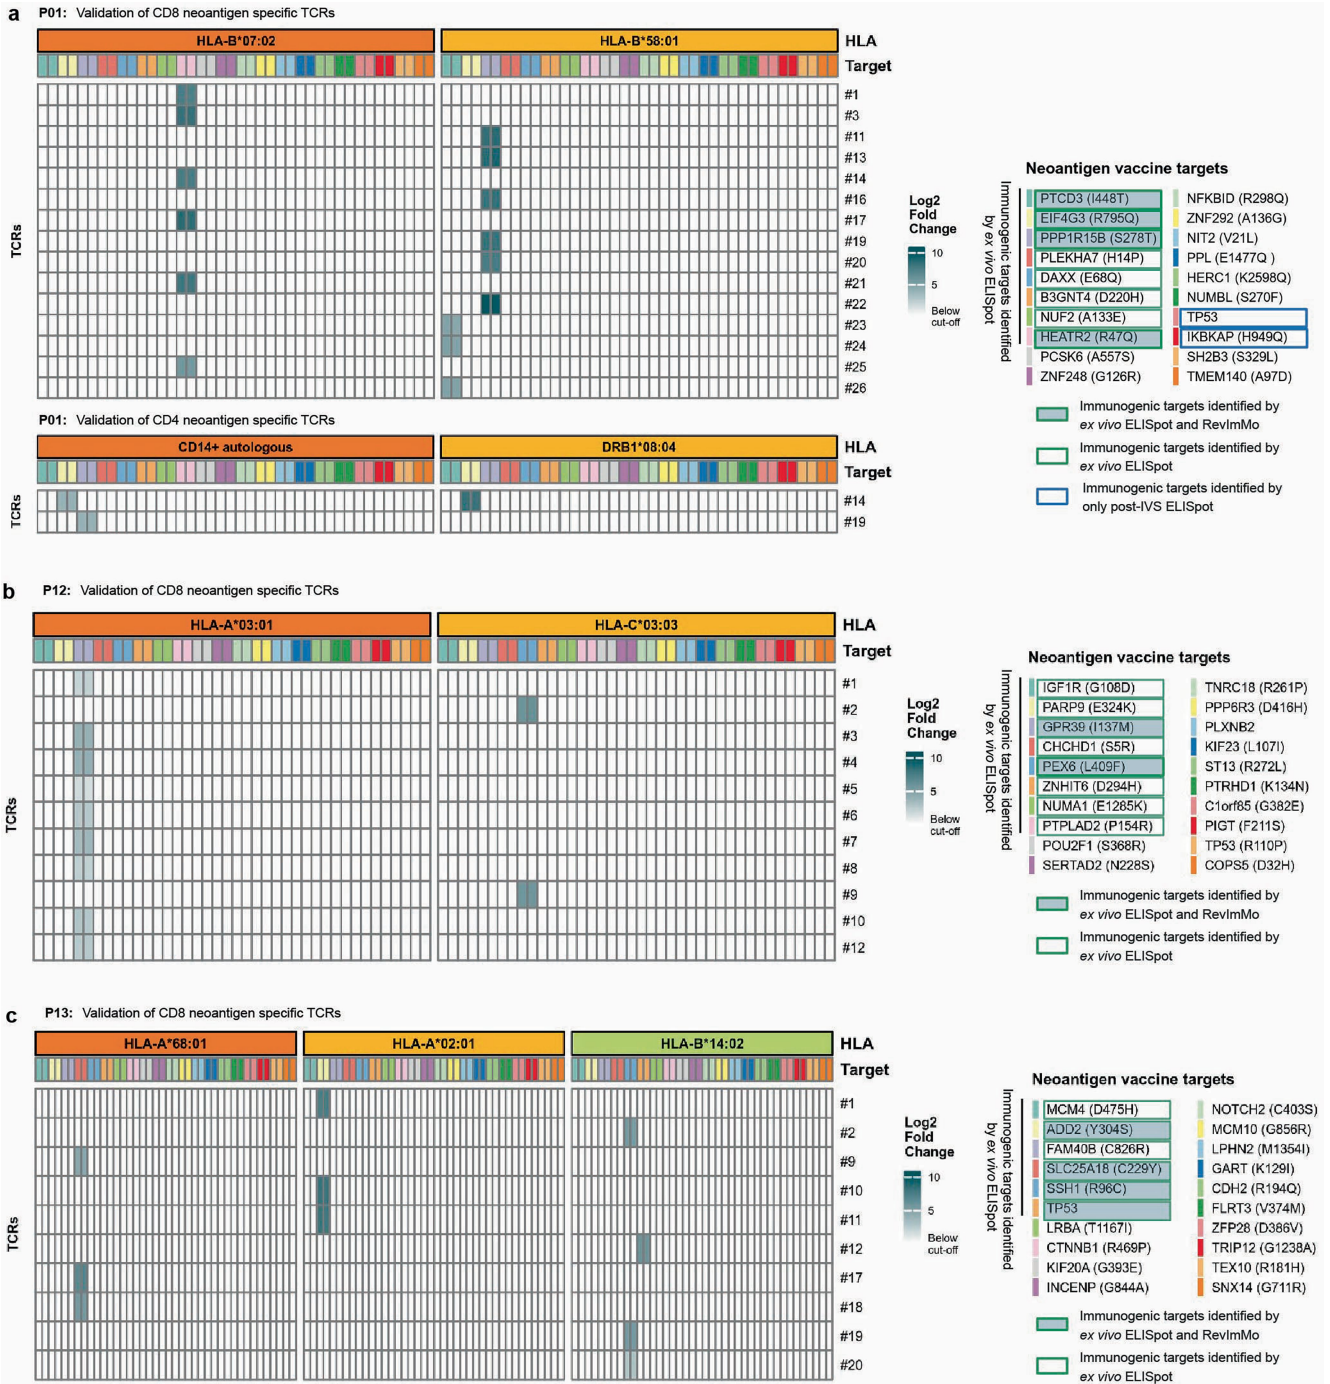 a
P01: Validation of CD8 neoantigen specific TCRs
HLA-B*07:02
HLA-B*58:01
HLA
Target
#1
#3
#11
#13
#14
#16
#17
#19
#20
#21
#22
#23
#24
#25
#26
TCRs
P01: Validation of CD4 neoantigen specific TCRs
CD14+ autologous
DRB1*08:04
HLA
Target
#14
#19
TCRs
Log2
Fold
Change
10
5
Below
cut-off
Neoantigen vaccine targets
Immunogenic targets identified
by ex vivo ELISpot
PTCD3 (I448T)
EIF4G3 (R795Q)
PPP1R15B (S278T)
PLEKHA7 (H14P)
DAXX (E68Q)
B3GNT4 (D220H)
NUF2 (A133E)
HEATR2 (R47Q)
PCSK6 (A557S)
ZNF248 (G126R)
NFKBID (R298Q)
ZNF292 (A136G)
NIT2 (V21L)
PPL (E1477Q )
HERC1 (K2598Q)
NUMBL (S270F)
TP53
IKBKAP (H949Q)
SH2B3 (S329L)
TMEM140 (A97D)
Immunogenic targets identified by
ex vivo ELISpot and RevImMo
Immunogenic targets identified by
ex vivo ELISpot
Immunogenic targets identified by
only post-IVS ELISpot
b
P12: Validation of CD8 neoantigen specific TCRs
HLA-A*03:01
HLA-C*03:03
HLA
Target
#1
#2
#3
#4
#5
#6
#7
#8
#9
#10
#12
TCRs
Log2
Fold
Change
10
5
Below
cut-off
Neoantigen vaccine targets
Immunogenic targets identified
by ex vivo ELISpot
IGF1R (G108D)
PARP9 (E324K)
GPR39 (I137M)
CHCHD1 (S5R)
PEX6 (L409F)
ZNHIT6 (D294H)
NUMA1 (E1285K)
PTPLAD2 (P154R)
POU2F1 (S368R)
SERTAD2 (N228S)
TNRC18 (R261P)
PPP6R3 (D416H)
PLXNB2
KIF23 (L107I)
ST13 (R272L)
PTRHD1 (K134N)
C1orf85 (G382E)
PIGT (F211S)
TP53 (R110P)
COPS5 (D32H)
Immunogenic targets identified by
ex vivo ELISpot and RevImMo
Immunogenic targets identified by
ex vivo ELISpot
c
P13: Validation of CD8 neoantigen specific TCRs
HLA-A*68:01
HLA-A*02:01
HLA-B*14:02
HLA
Target
#1
#2
#9
#10
#11
#12
#17
#18
#19
#20
TCRs
Log2
Fold
Change
10
5
Below
cut-off
Neoantigen vaccine targets
Immunogenic targets identified
by ex vivo ELISpot
MCM4 (D475H)
ADD2 (Y304S)
FAM40B (C826R)
SLC25A18 (C229Y)
SSH1 (R96C)
TP53
LRBA (T1167I)
CTNNB1 (R469P)
KIF20A (G393E)
INCENP (G844A)
NOTCH2 (C403S)
MCM10 (G856R)
LPHN2 (M1354I)
GART (K129I)
CDH2 (R194Q)
FLRT3 (V374M)
ZFP28 (D386V)
TRIP12 (G1238A)
TEX10 (R181H)
SNX14 (G711R)
Immunogenic targets identified by
ex vivo ELISpot and RevImMo
Immunogenic targets identified by
ex vivo ELISpot